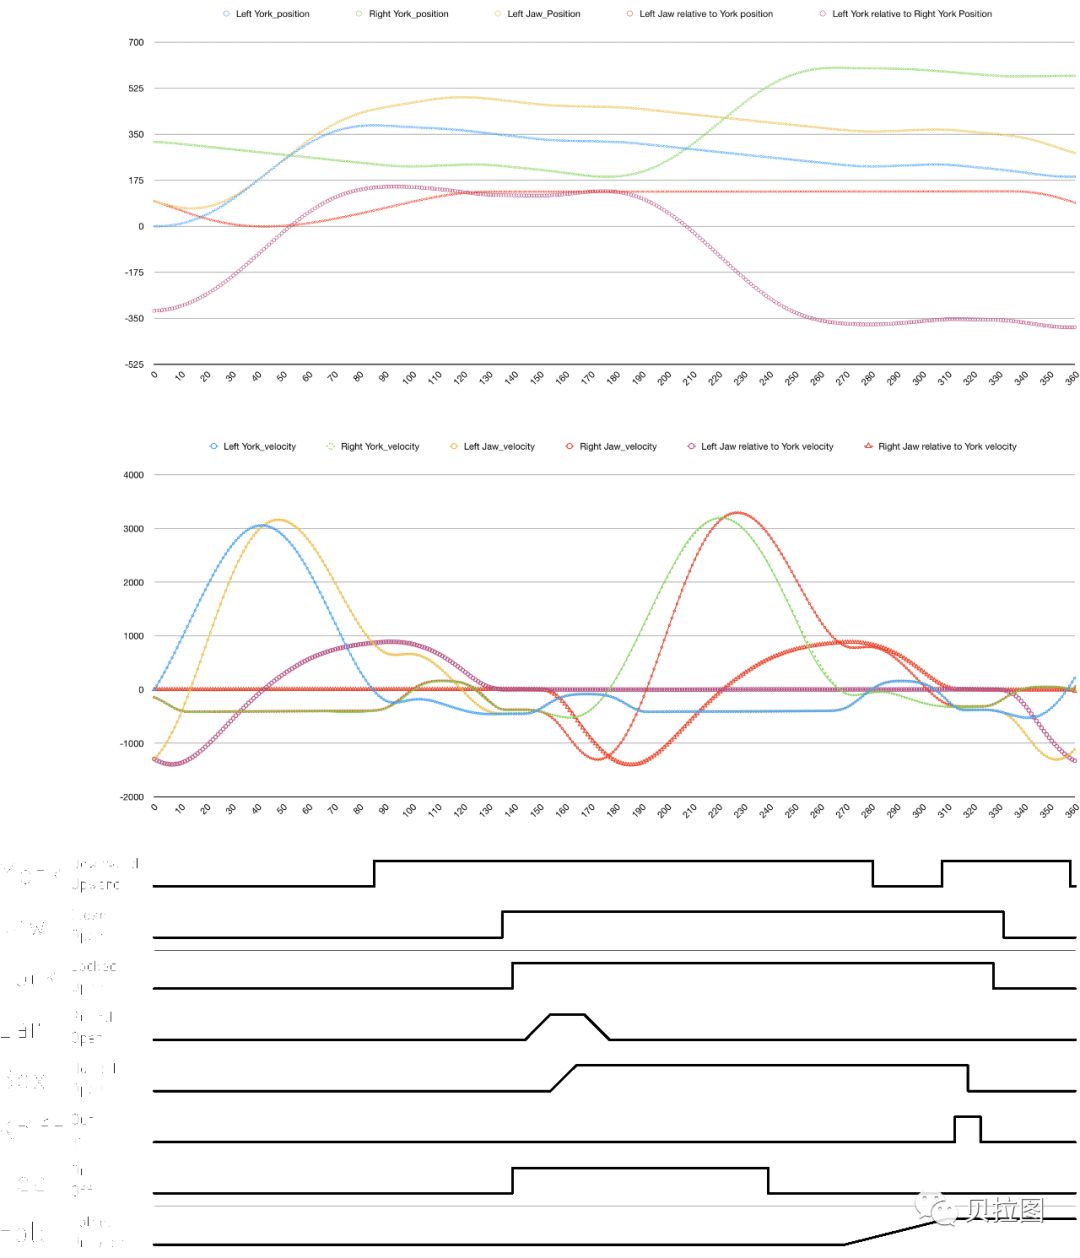 Left York_position Right York_position Left Jaw_Position Left Jaw relative to York position Left York relative to Right York Position
700
525
350
175
0
-175
-350
-525
0 10 20 30 40 50 60 70 80 90 100 110 120 130 140 150 160 170 180 190 200 210 220 230 240 250 260 270 280 290 300 310 320 330 340 350 360
Left York_velocity Right York_velocity Left Jaw_velocity Right Jaw_velocity Left Jaw relative to York velocity Right Jaw relative to York velocity
4000
3000
2000
1000
0
-1000
-2000
0 10 20 30 40 50 60 70 80 90 100 110 120 130 140 150 160 170 180 190 200 210 220 230 240 250 260 270 280 290 300 310 320 330 340 350 360
Upward
Locked
Open
Out
贝拉图